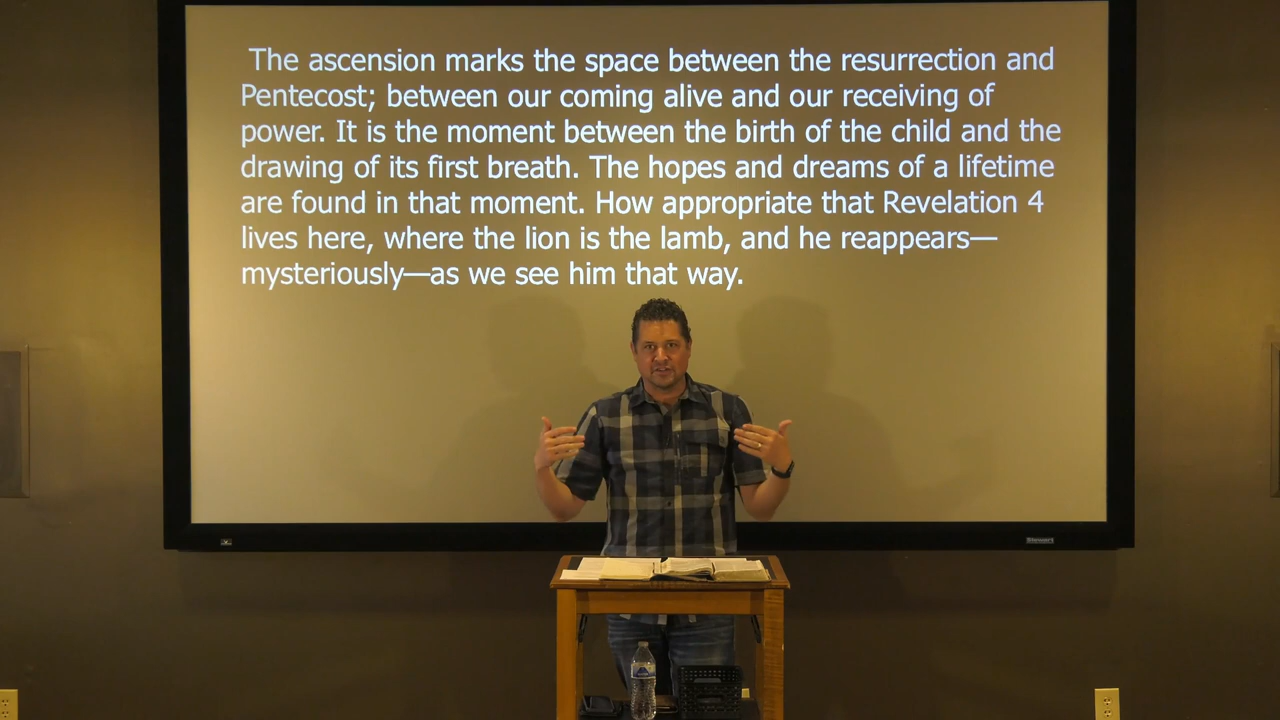 The ascension marks the space between the resurrection and
Pentecost; between our coming alive and our receiving of
power. It is the moment between the birth of the child and the
drawing of its first breath. The hopes and dreams of a lifetime
are found in that moment. How appropriate that Revelation 4
lives here, where the lion is the lamb, and he reappears—
mysteriously—as we see him that way.
Stewart